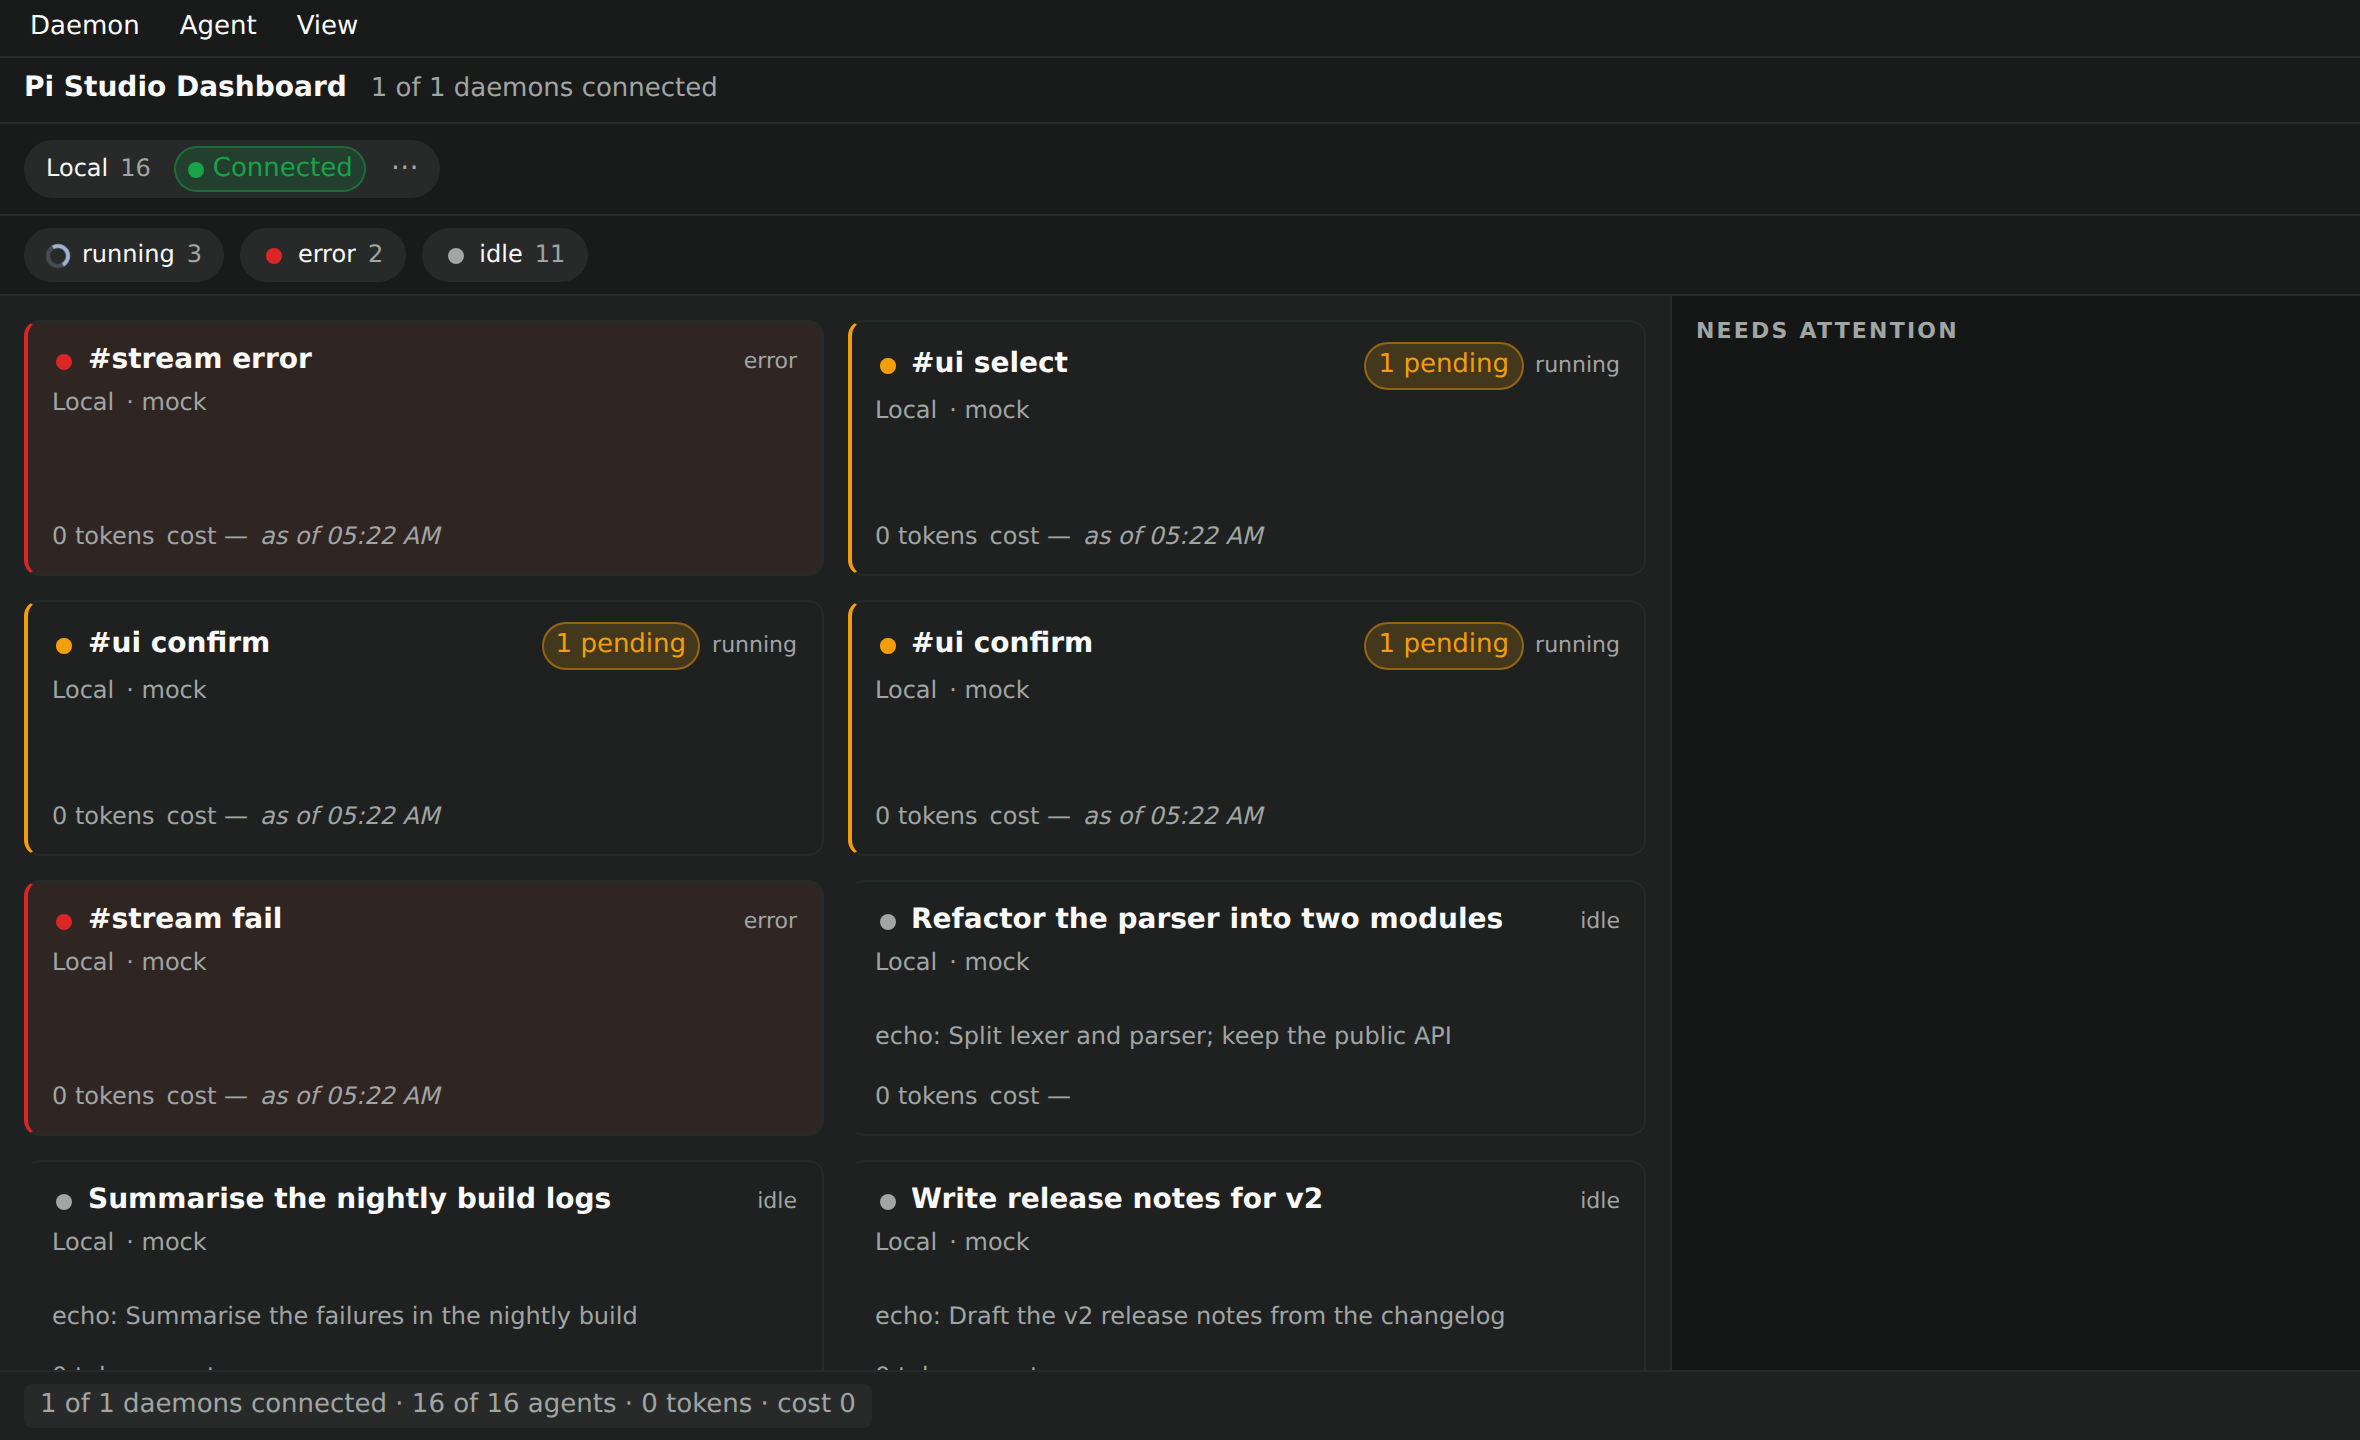 Daemon Agent View
Pi Studio Dashboard 1 of 1 daemons connected
Local 16 Connected ···
running 3 error 2 idle 11
#stream error error
Local · mock
0 tokens cost — as of 05:22 AM
#ui select 1 pending running
Local · mock
0 tokens cost — as of 05:22 AM
NEEDS ATTENTION
#ui confirm 1 pending running
Local · mock
0 tokens cost — as of 05:22 AM
#ui confirm 1 pending running
Local · mock
0 tokens cost — as of 05:22 AM
#stream fail error
Local · mock
0 tokens cost — as of 05:22 AM
Refactor the parser into two modules idle
Local · mock
echo: Split lexer and parser; keep the public API
0 tokens cost —
Summarise the nightly build logs idle
Local · mock
echo: Summarise the failures in the nightly build
Write release notes for v2 idle
Local · mock
echo: Draft the v2 release notes from the changelog
1 of 1 daemons connected · 16 of 16 agents · 0 tokens · cost 0